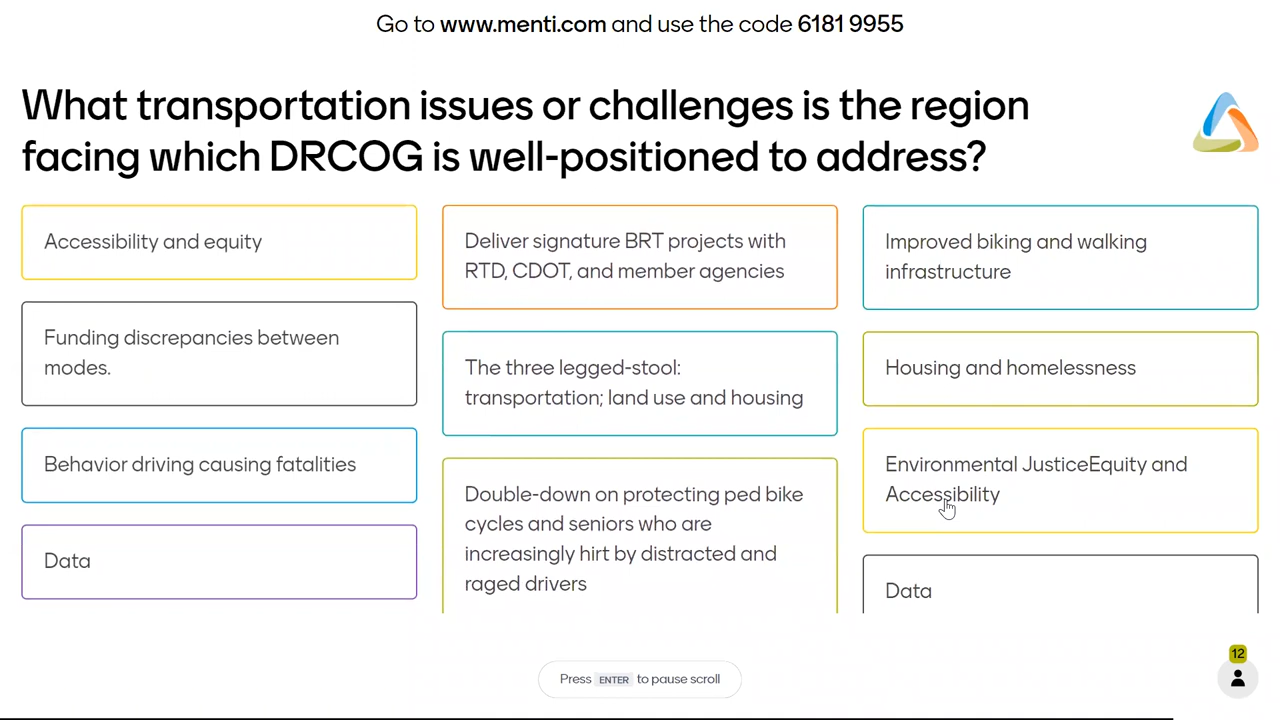 Go to www.menti.com and use the code 6181 9955
What transportation issues or challenges is the region
facing which DRCOG is well-positioned to address?
Accessibility and equity
Funding discrepancies between
modes.
Behavior driving causing fatalities
Data
Deliver signature BRT projects with
RTD, CDOT, and member agencies
The three legged-stool:
transportation; land use and housing
Double-down on protecting ped bike
cycles and seniors who are
increasingly hirt by distracted and
raged drivers
Improved biking and walking
infrastructure
Housing and homelessness
Environmental JusticeEquity and
Accessibility
Data
Press ENTER to pause scroll
12